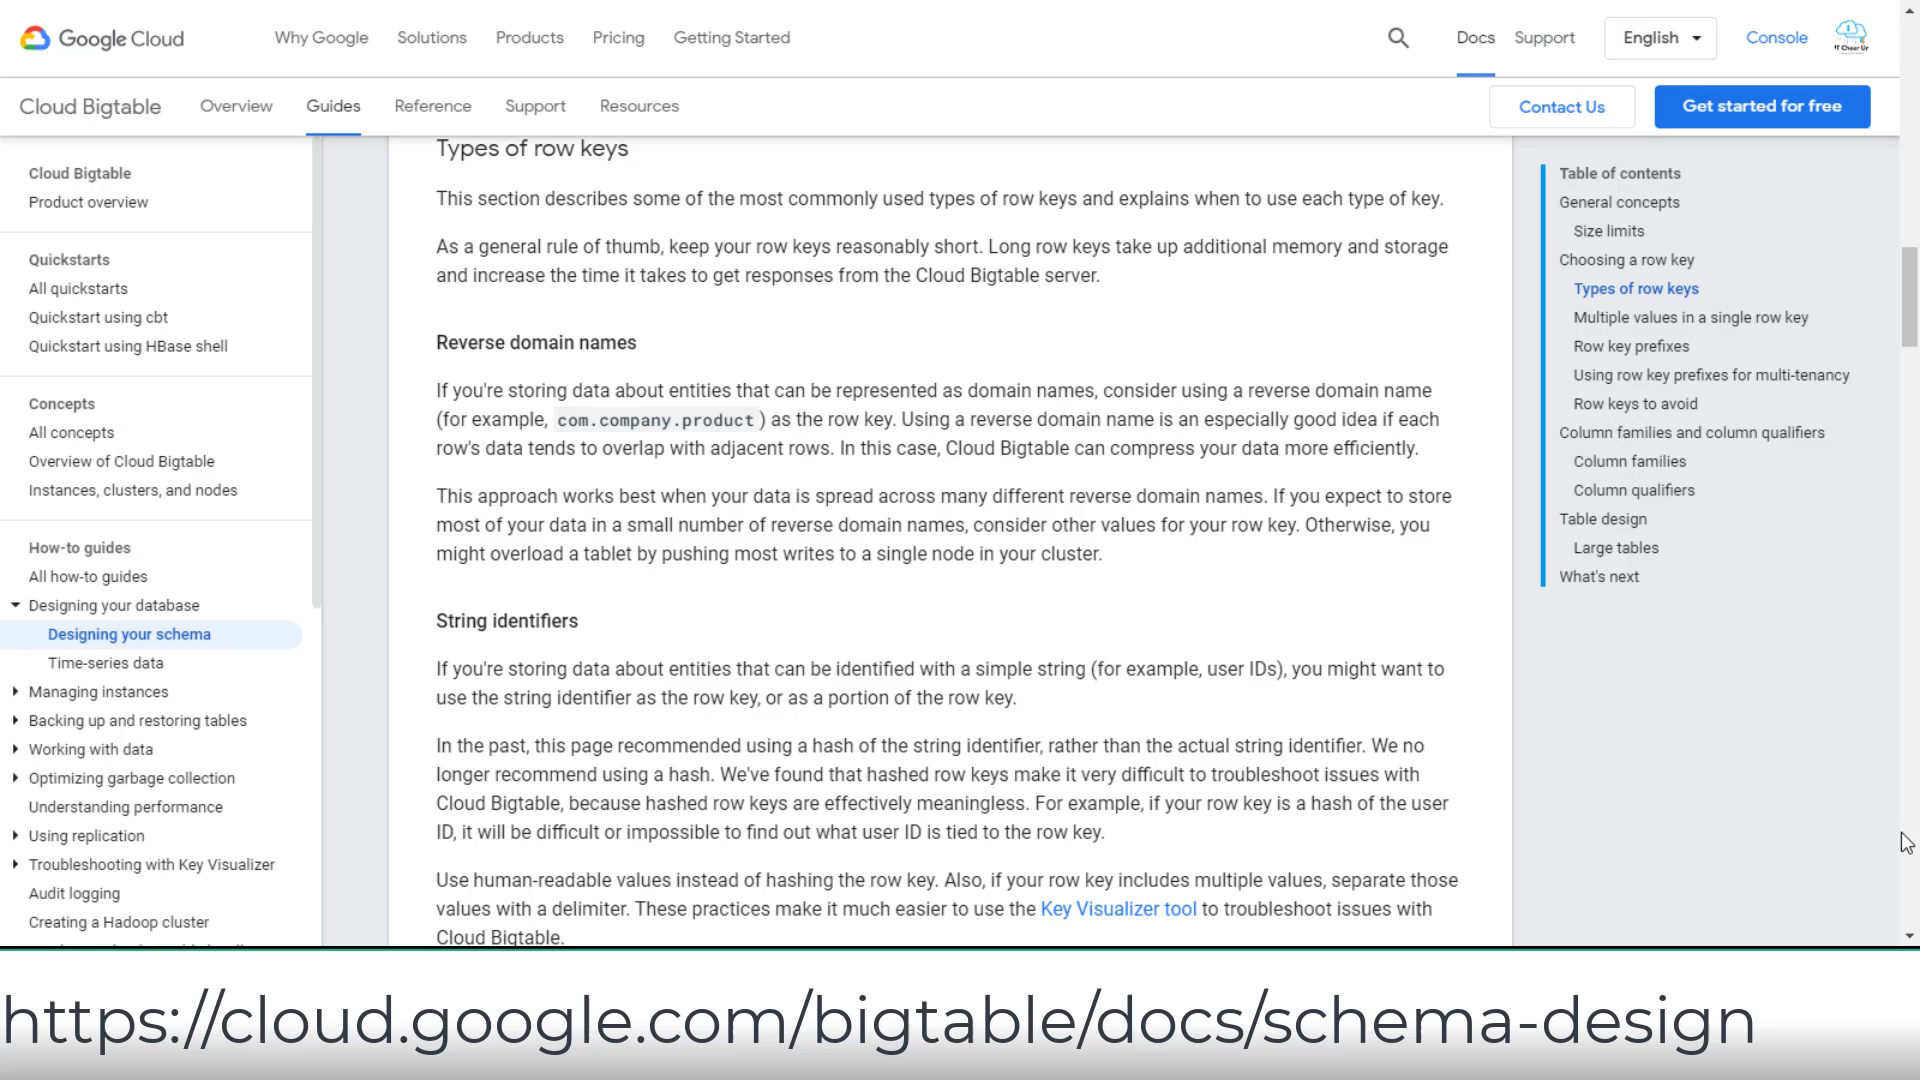 Google Cloud
Why Google Solutions Products Pricing Getting Started
Docs Support English Console
IT Cheer Up
Cloud Bigtable Overview Guides Reference Support Resources
Contact Us Get started for free
Cloud Bigtable
Product overview
Quickstarts
All quickstarts
Quickstart using cbt
Quickstart using HBase shell
Concepts
All concepts
Overview of Cloud Bigtable
Instances, clusters, and nodes
How-to guides
All how-to guides
Designing your database
Designing your schema
Time-series data
Managing instances
Backing up and restoring tables
Working with data
Optimizing garbage collection
Understanding performance
Using replication
Troubleshooting with Key Visualizer
Audit logging
Creating a Hadoop cluster
Types of row keys
This section describes some of the most commonly used types of row keys and explains when to use each type of key.
As a general rule of thumb, keep your row keys reasonably short. Long row keys take up additional memory and storage
and increase the time it takes to get responses from the Cloud Bigtable server.
Reverse domain names
If you're storing data about entities that can be represented as domain names, consider using a reverse domain name
(for example, com.company.product) as the row key. Using a reverse domain name is an especially good idea if each
row's data tends to overlap with adjacent rows. In this case, Cloud Bigtable can compress your data more efficiently.
This approach works best when your data is spread across many different reverse domain names. If you expect to store
most of your data in a small number of reverse domain names, consider other values for your row key. Otherwise, you
might overload a tablet by pushing most writes to a single node in your cluster.
String identifiers
If you're storing data about entities that can be identified with a simple string (for example, user IDs), you might want to
use the string identifier as the row key, or as a portion of the row key.
In the past, this page recommended using a hash of the string identifier, rather than the actual string identifier. We no
longer recommend using a hash. We've found that hashed row keys make it very difficult to troubleshoot issues with
Cloud Bigtable, because hashed row keys are effectively meaningless. For example, if your row key is a hash of the user
ID, it will be difficult or impossible to find out what user ID is tied to the row key.
Use human-readable values instead of hashing the row key. Also, if your row key includes multiple values, separate those
values with a delimiter. These practices make it much easier to use the Key Visualizer tool to troubleshoot issues with
Cloud Bigtable.
Table of contents
General concepts
Size limits
Choosing a row key
Types of row keys
Multiple values in a single row key
Row key prefixes
Using row key prefixes for multi-tenancy
Row keys to avoid
Column families and column qualifiers
Column families
Column qualifiers
Table design
Large tables
What's next
https://cloud.google.com/bigtable/docs/schema-design